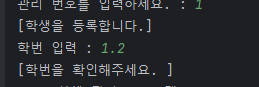 관리 번호를 입력하세요. : 1
[학생을 등록합니다.]
학번 입력 : 1.2
[학번을 확인해주세요. ]